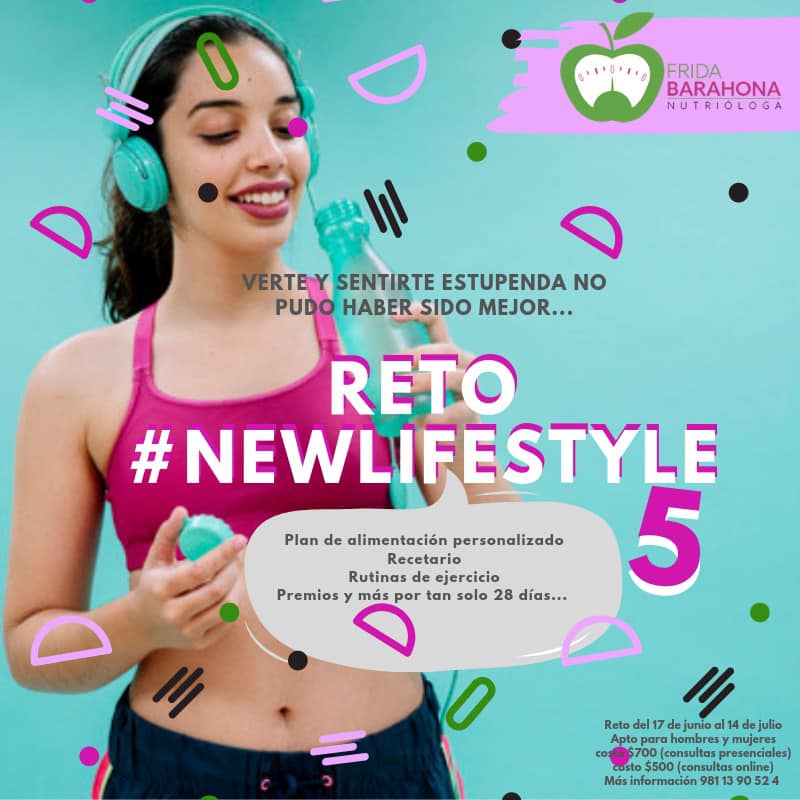 FRIDA
BARAHONA
NUTRIÓLOGA
VERTE Y SENTIRTE ESTUPENDA NO
PUDO HABER SIDO MEJOR...
RETO
#NEWLIFESTYLE
5
Plan de alimentación personalizado
Recetario
Rutinas de ejercicio
Premios y más por tan solo 28 días...
Reto del 17 de junio al 14 de julio
Apto para hombres y mujeres
costo $700 (consultas presenciales)
costo $500 (consultas online)
Más información 981 13 90 52 4